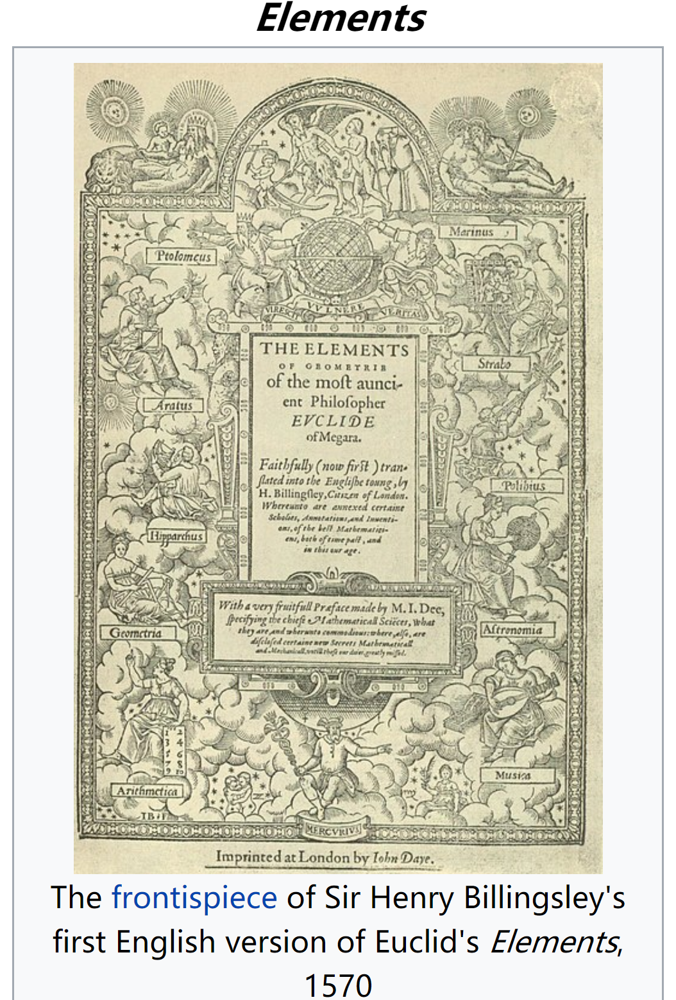 Elements
Ptolomeus
Marinus
VIRESCIT VVLNERE VERITAS
Aratus
Strabo
Hipparchus
Polibius
THE ELEMENTS
OF GEOMETRIE
of the moſt aunci-
ent Philoſopher
EVCLIDE
of Megara.
Faithfully (now firſt) tran-
ſlated into the Engliſhe toung, by
H. Billingſley, Citizen of London.
Whereunto are annexed certaine
Scholies, Annotations, and Inuenti-
ons, of the beſt Mathematici-
ens, both of time paſt, and
in this our age.
With a very fruitfull Præface made by M. I. Dee,
ſpecifying the chiefe Mathematicall Sciẽces, what
they are, and wherunto commodious: where, alſo, are
diſcloſed certaine new Secrets Mathematicall
and Mechanicall, vntill theſe our daies, greatly miſſed.
Geometria
Astronomia
1 2
3 4
5 6
7 8
9 10
Arithmetica
Musica
MERCVRIVS
Imprinted at London by Iohn Daye.
The frontispiece of Sir Henry Billingsley's
first English version of Euclid's Elements,
1570